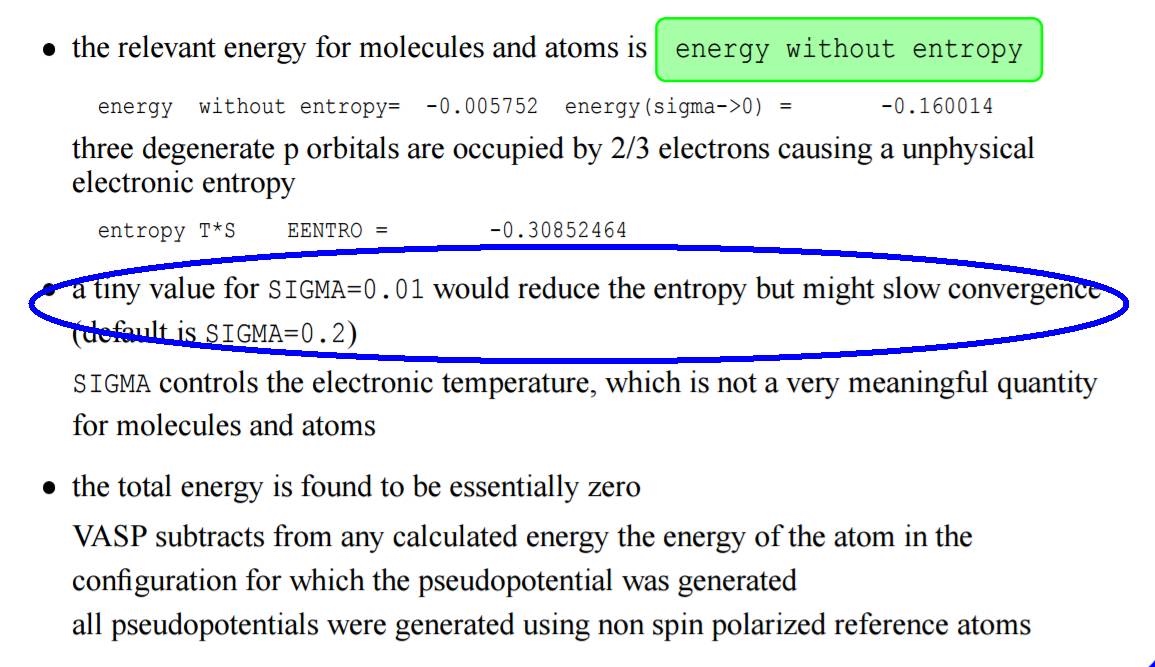 • the relevant energy for molecules and atoms is energy without entropy
energy without entropy= -0.005752 energy(sigma->0) = -0.160014
three degenerate p orbitals are occupied by 2/3 electrons causing a unphysical
electronic entropy
entropy T*S EENTRO = -0.30852464
• a tiny value for SIGMA=0.01 would reduce the entropy but might slow convergence
(default is SIGMA=0.2)
SIGMA controls the electronic temperature, which is not a very meaningful quantity
for molecules and atoms
• the total energy is found to be essentially zero
VASP subtracts from any calculated energy the energy of the atom in the
configuration for which the pseudopotential was generated
all pseudopotentials were generated using non spin polarized reference atoms